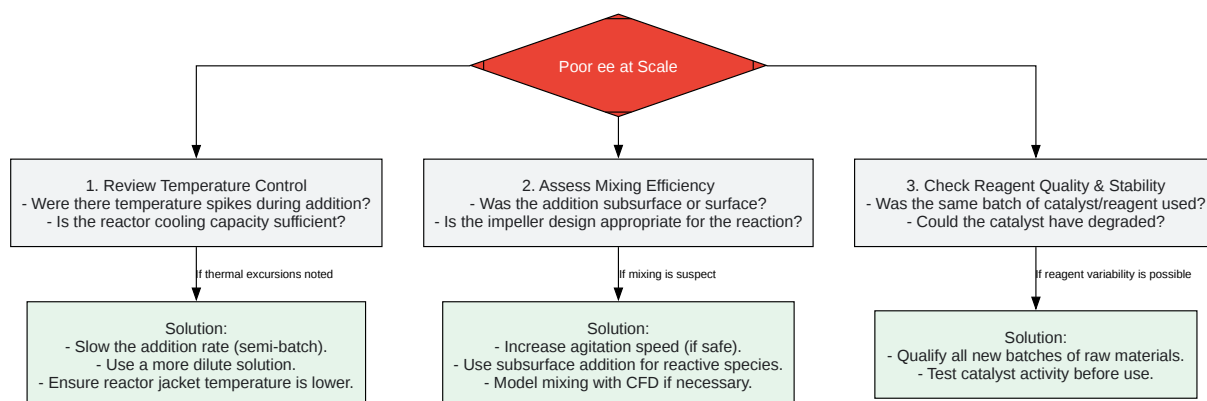 Poor ee at Scale
1. Review Temperature Control
- Were there temperature spikes during addition?
- Is the reactor cooling capacity sufficient?
2. Assess Mixing Efficiency
- Was the addition subsurface or surface?
- Is the impeller design appropriate for the reaction?
3. Check Reagent Quality & Stability
- Was the same batch of catalyst/reagent used?
- Could the catalyst have degraded?
If thermal excursions noted
If mixing is suspect
If reagent variability is possible
Solution:
- Slow the addition rate (semi-batch).
- Use a more dilute solution.
- Ensure reactor jacket temperature is lower.
Solution:
- Increase agitation speed (if safe).
- Use subsurface addition for reactive species.
- Model mixing with CFD if necessary.
Solution:
- Qualify all new batches of raw materials.
- Test catalyst activity before use.